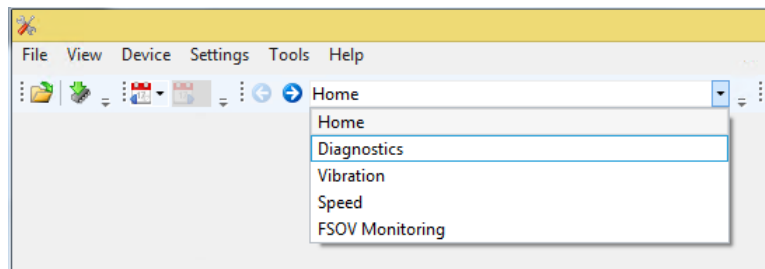 File View Device Settings Tools Help
Home
Home
Diagnostics
Vibration
Speed
FSOV Monitoring